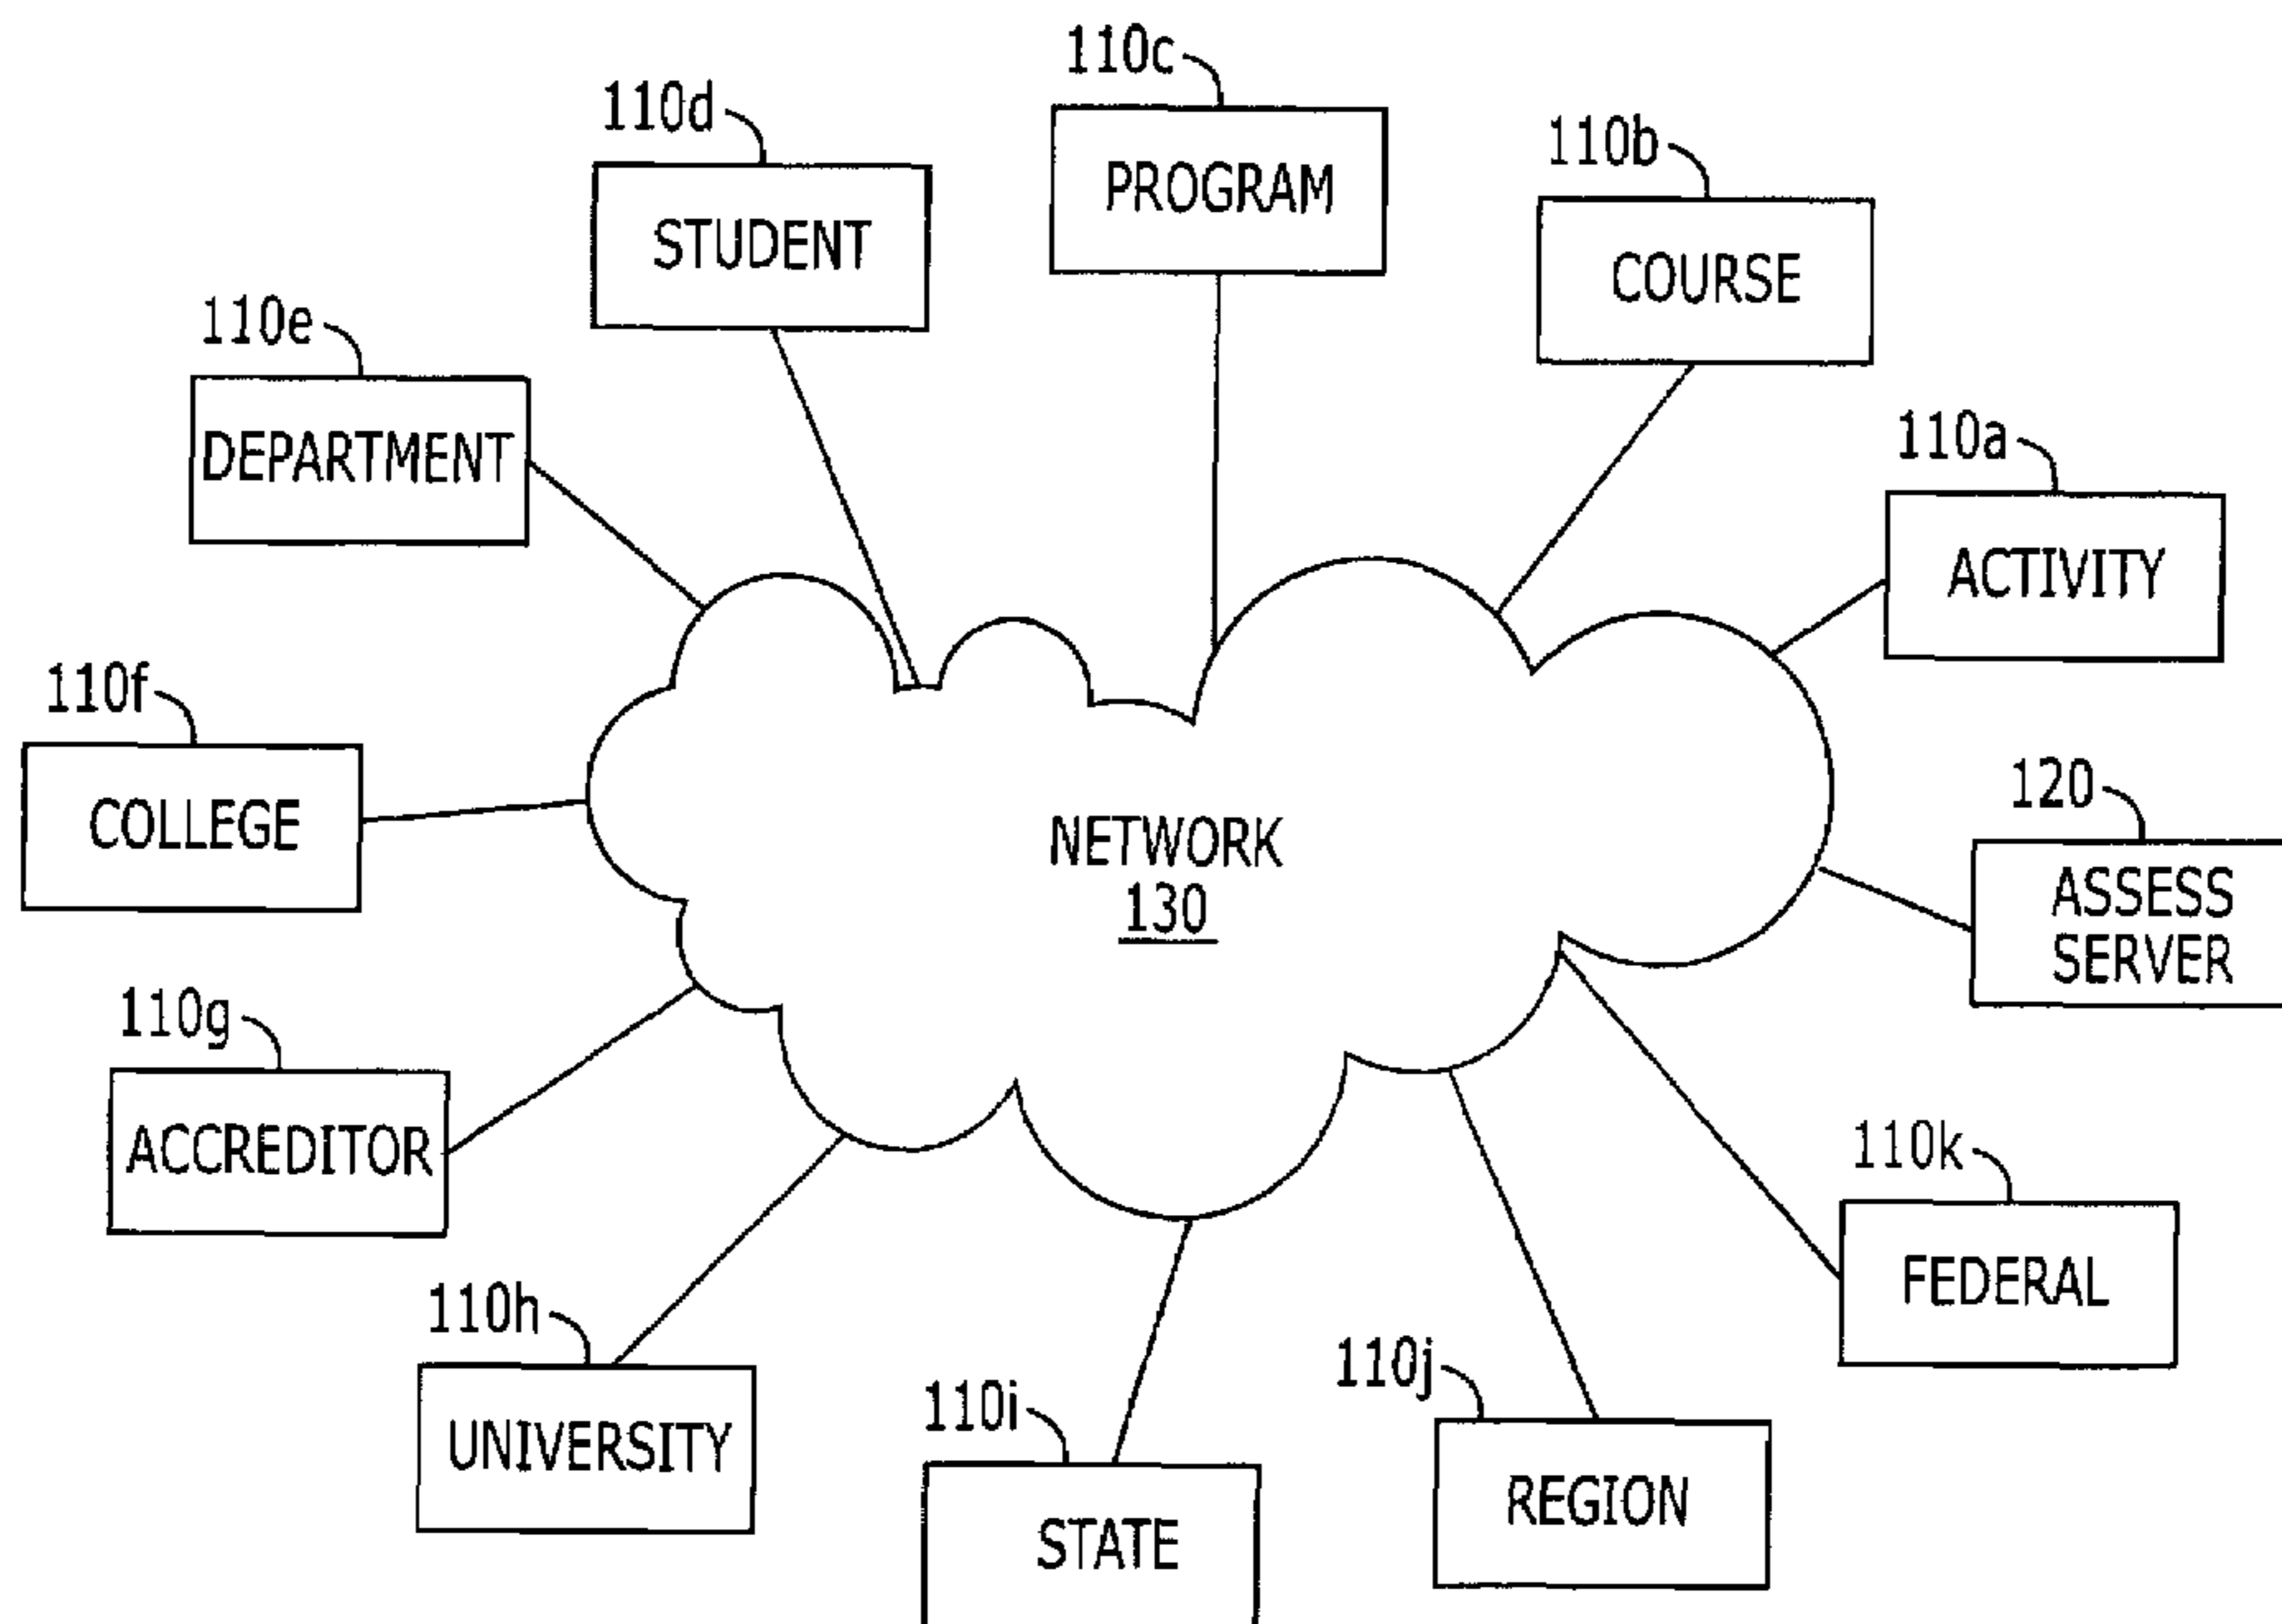 110c
PROGRAM
110d
STUDENT
110b
COURSE
110e
DEPARTMENT
110a
ACTIVITY
110f
COLLEGE
120
ASSESS
SERVER
NETWORK
130
110g
ACCREDITOR
110k
FEDERAL
110h
UNIVERSITY
110i
STATE
110j
REGION